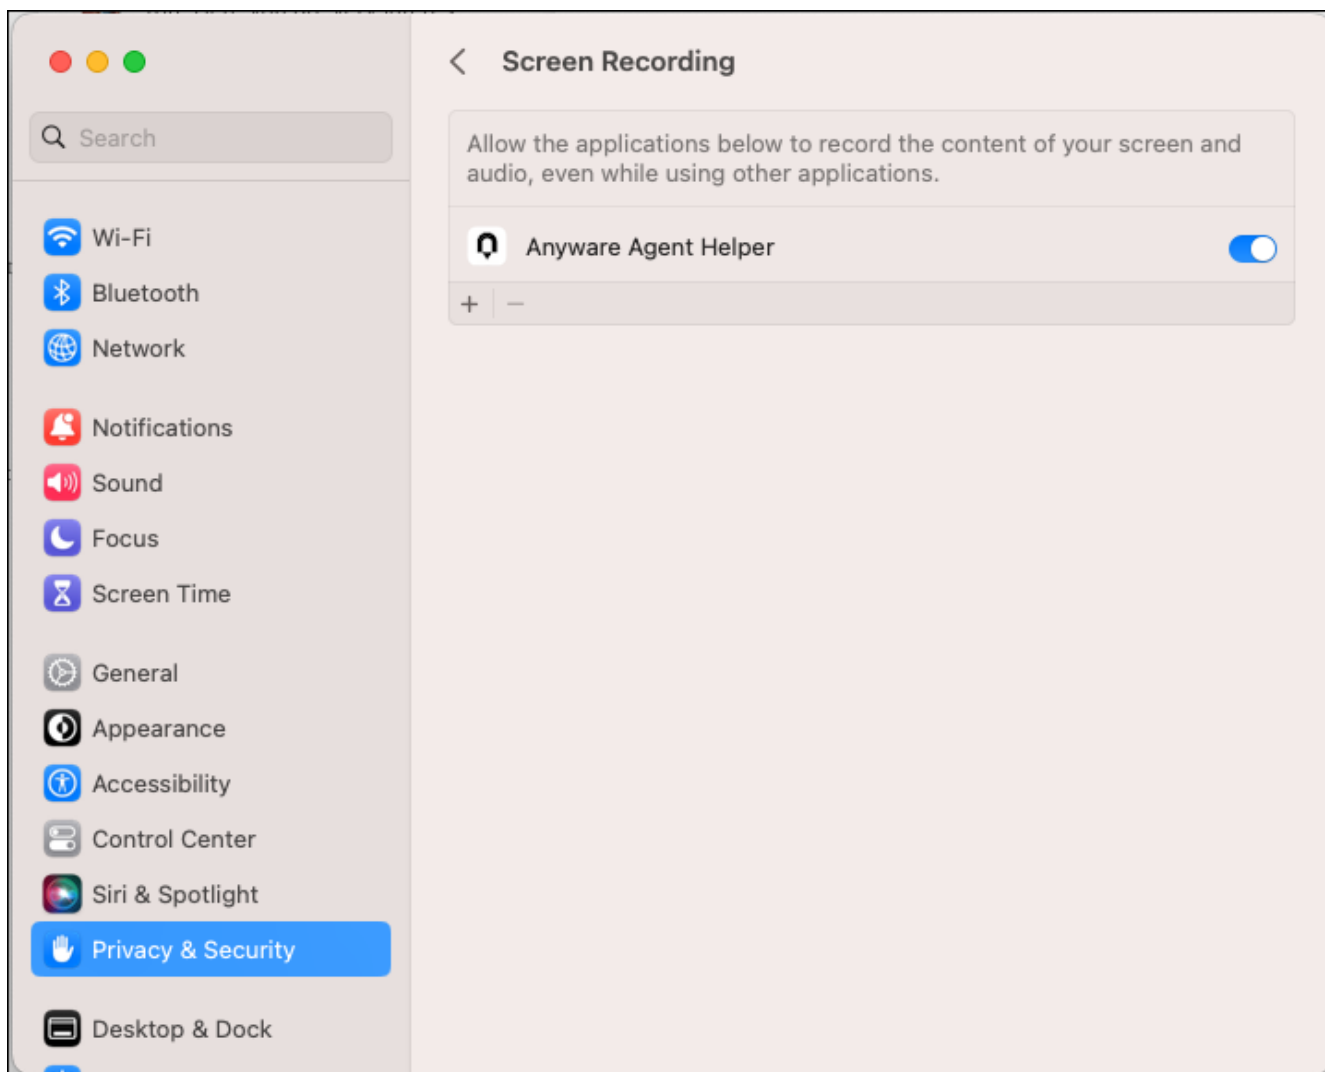 Screen Recording
Search
Allow the applications below to record the content of your screen and
audio, even while using other applications.
Anyware Agent Helper
Wi-Fi
Bluetooth
Network
Notifications
Sound
Focus
Screen Time
General
Appearance
Accessibility
Control Center
Siri & Spotlight
Privacy & Security
Desktop & Dock